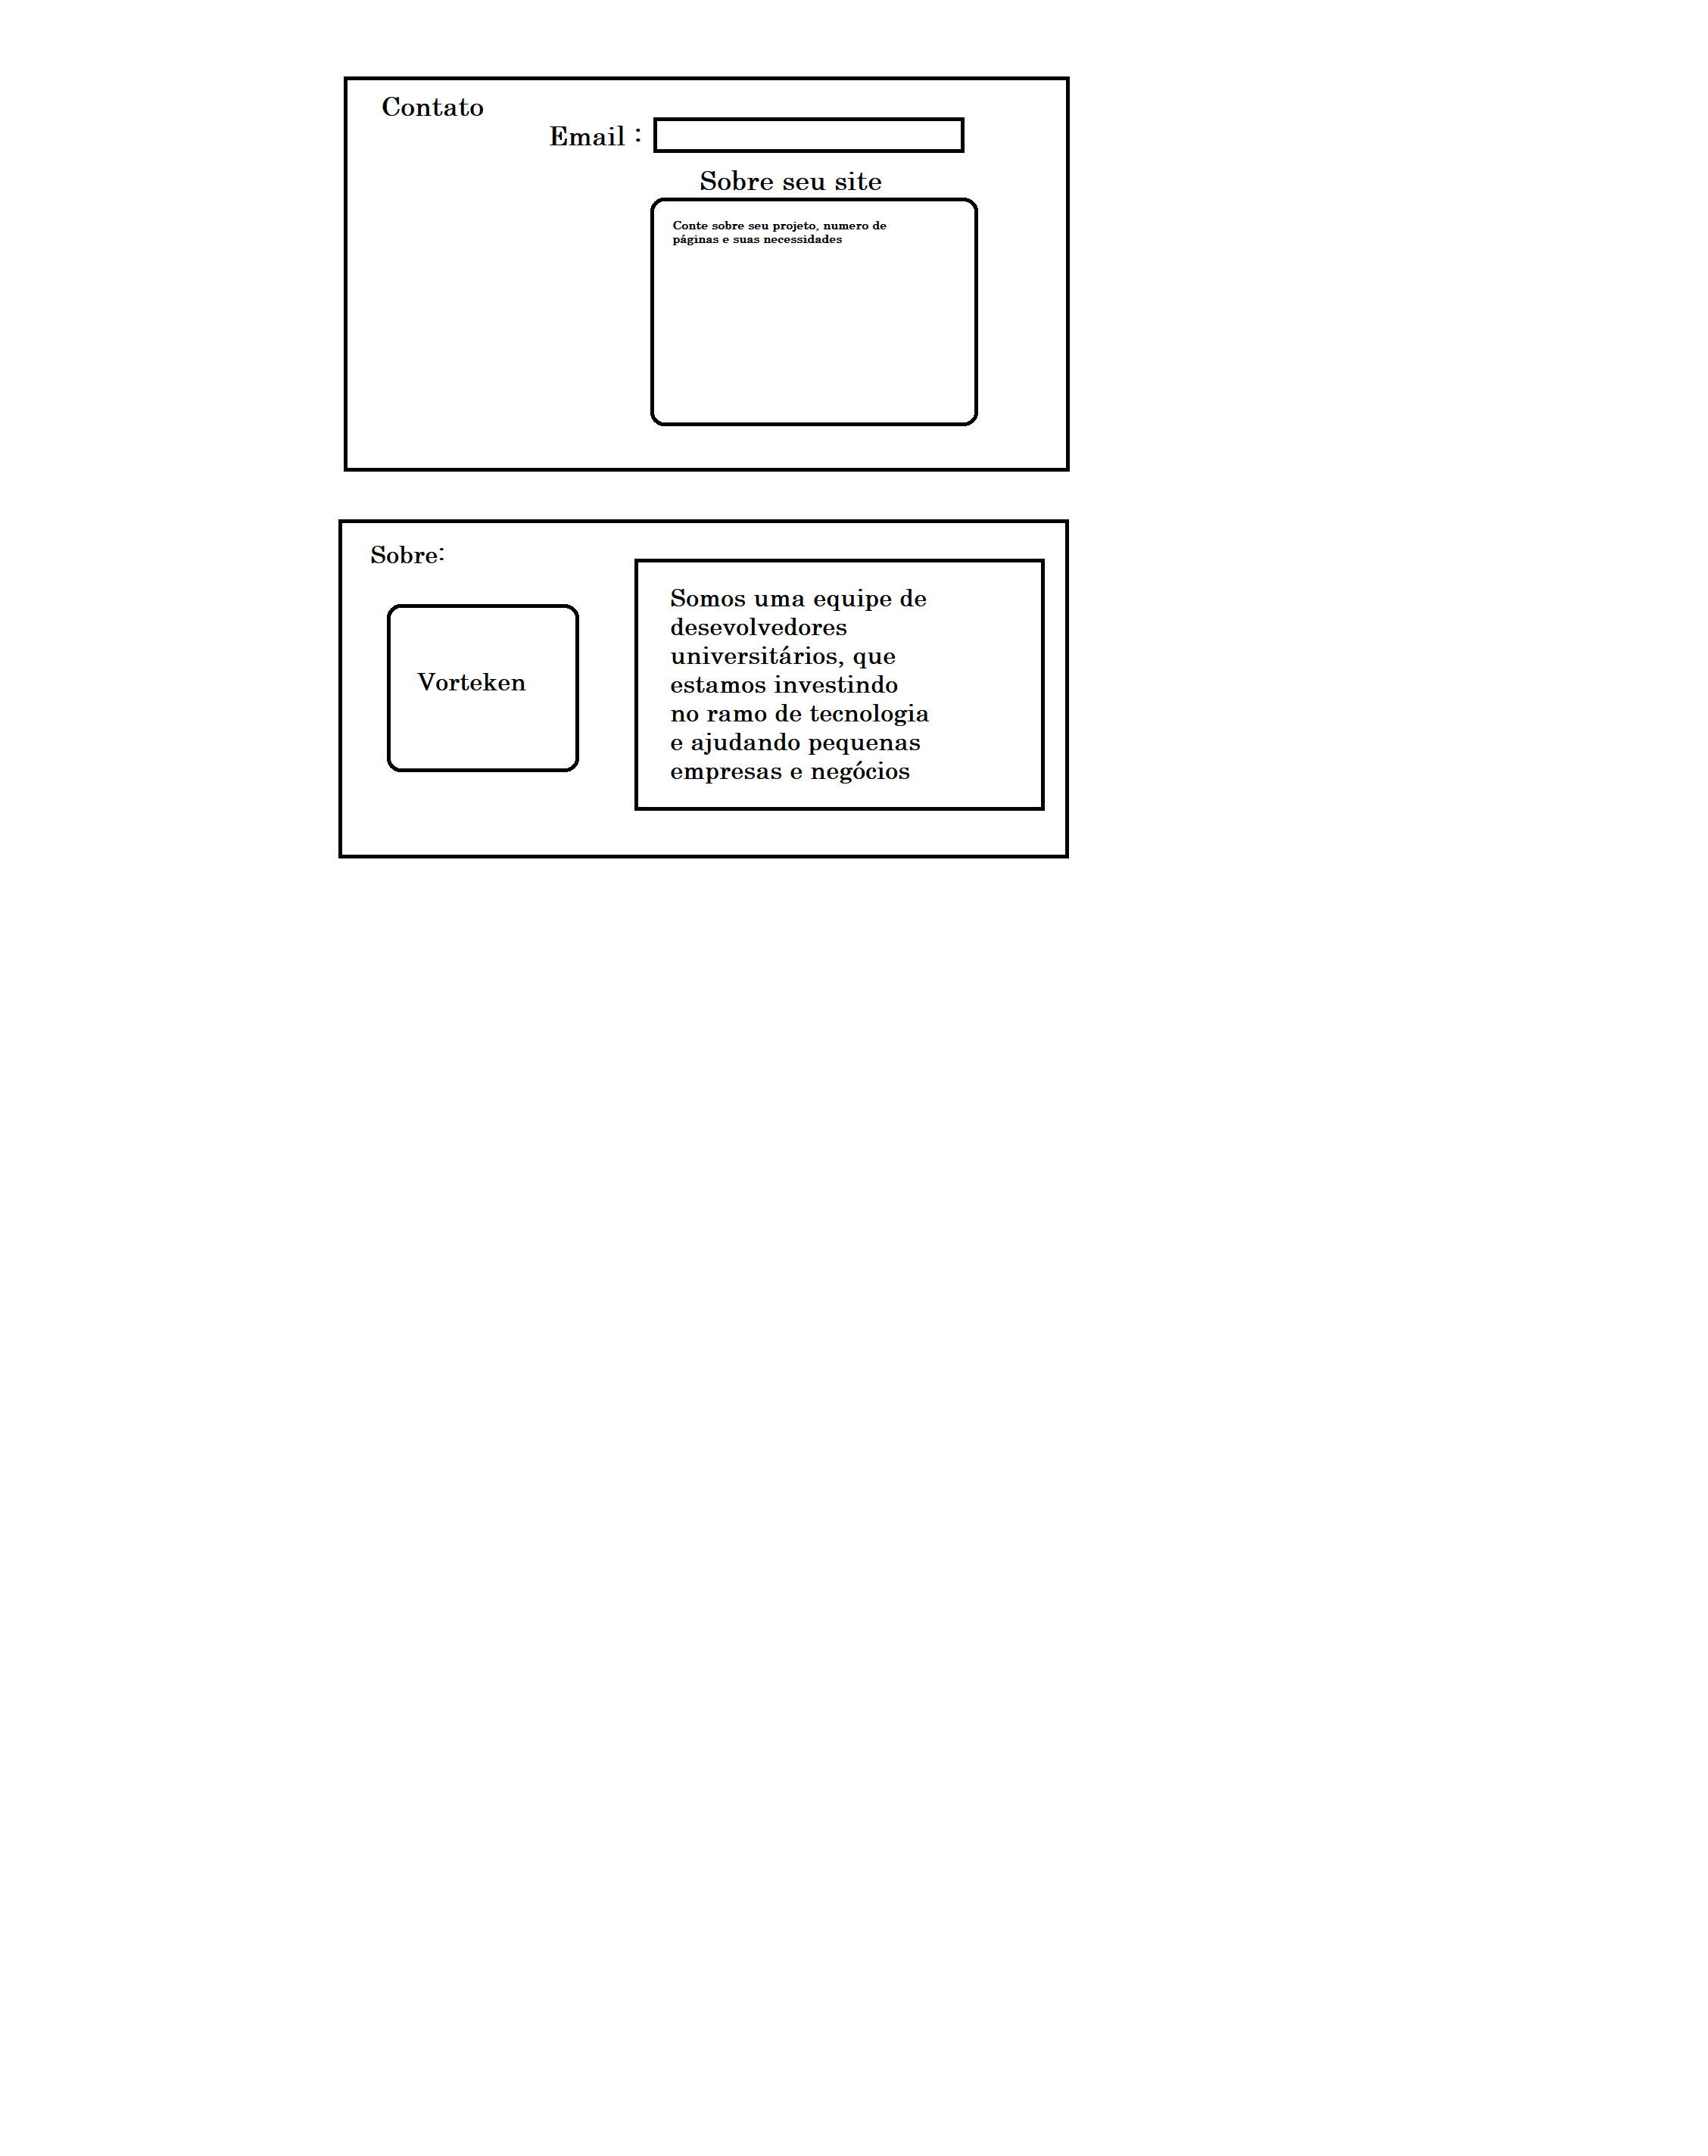 Contato
Email :
Sobre seu site
Conte sobre seu projeto, numero de
páginas e suas necessidades
Sobre:
Vorteken
Somos uma equipe de
desevolvedores
universitários, que
estamos investindo
no ramo de tecnologia
e ajudando pequenas
empresas e negócios